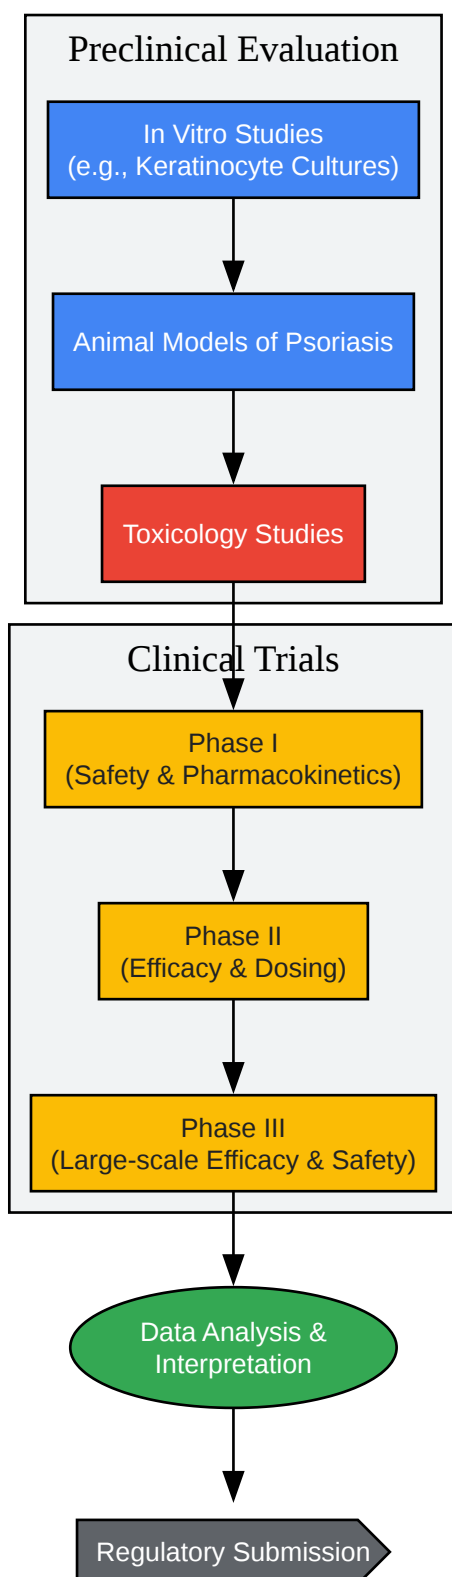 Preclinical Evaluation
In Vitro Studies
(e.g., Keratinocyte Cultures)
Animal Models of Psoriasis
Toxicology Studies
Clinical Trials
Phase I
(Safety & Pharmacokinetics)
Phase II
(Efficacy & Dosing)
Phase III
(Large-scale Efficacy & Safety)
Data Analysis &
Interpretation
Regulatory Submission